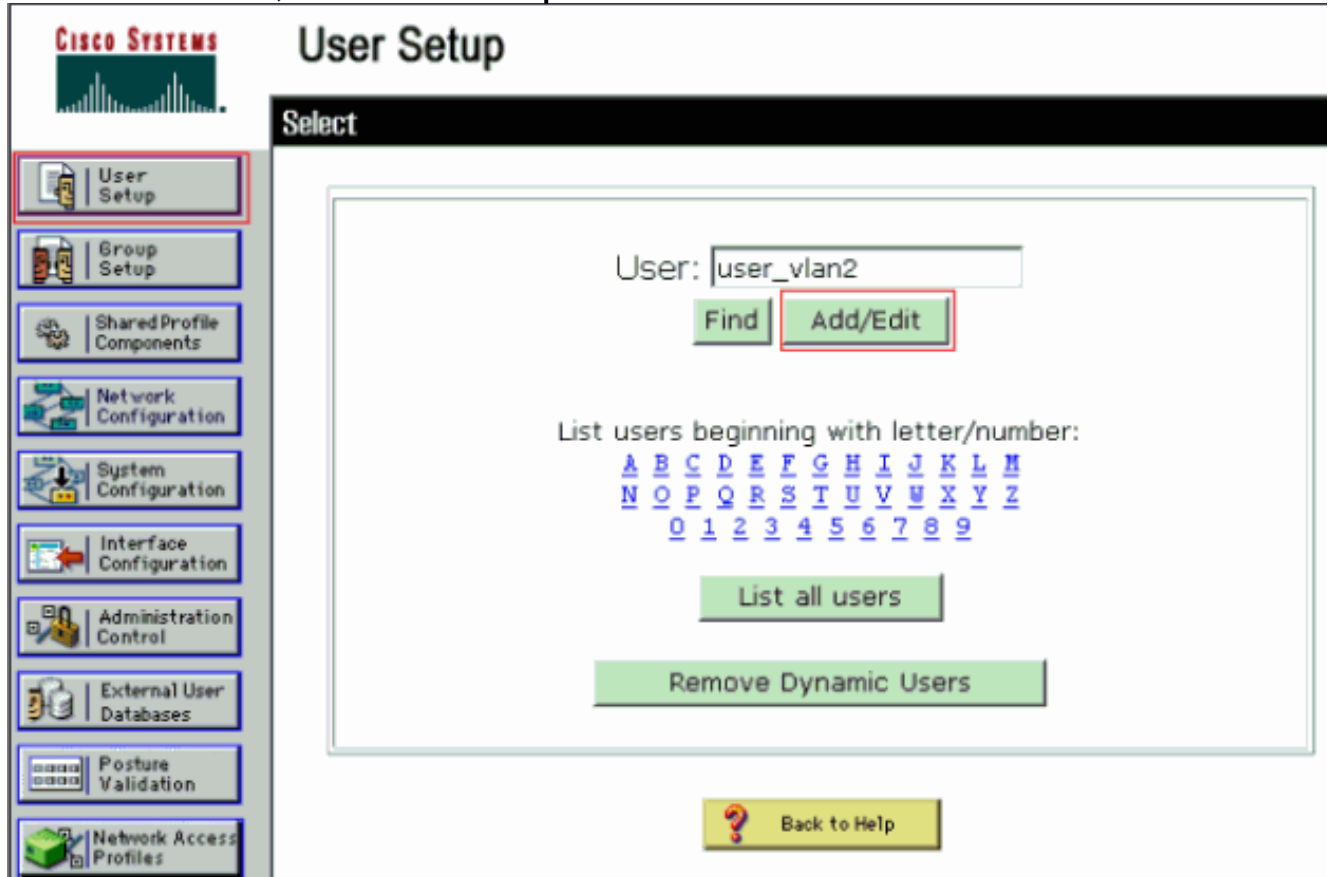 CISCO SYSTEMS
User Setup
Select
User
Setup
Group
Setup
Shared Profile
Components
Network
Configuration
System
Configuration
Interface
Configuration
Administration
Control
External User
Databases
Posture
Validation
Network Access
Profiles
User: user_vlan2
Find Add/Edit
List users beginning with letter/number:
A B C D E F G H I J K L M
N O P Q R S T U V W X Y Z
0 1 2 3 4 5 6 7 8 9
List all users
Remove Dynamic Users
? Back to Help